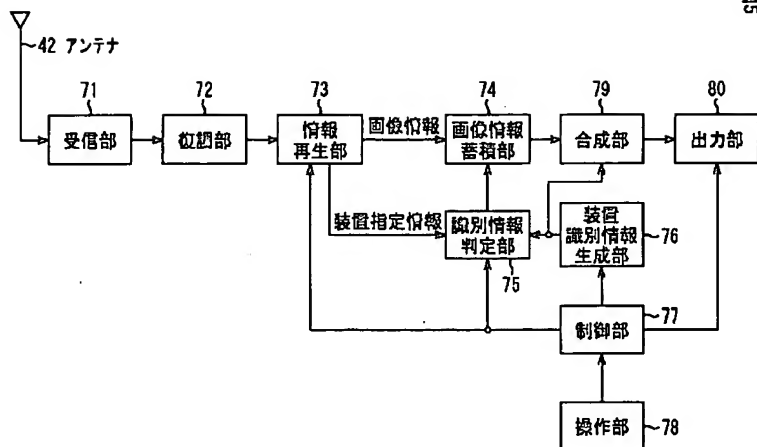 42 アンテナ
71
受信部
72
復調部
73
情報
再生部
画像情報
74
画像情報
蓄積部
79
合成部
80
出力部
装置指定情報
識別情報
判定部
75
装置
識別情報
生成部
76
77
制御部
操作部
78